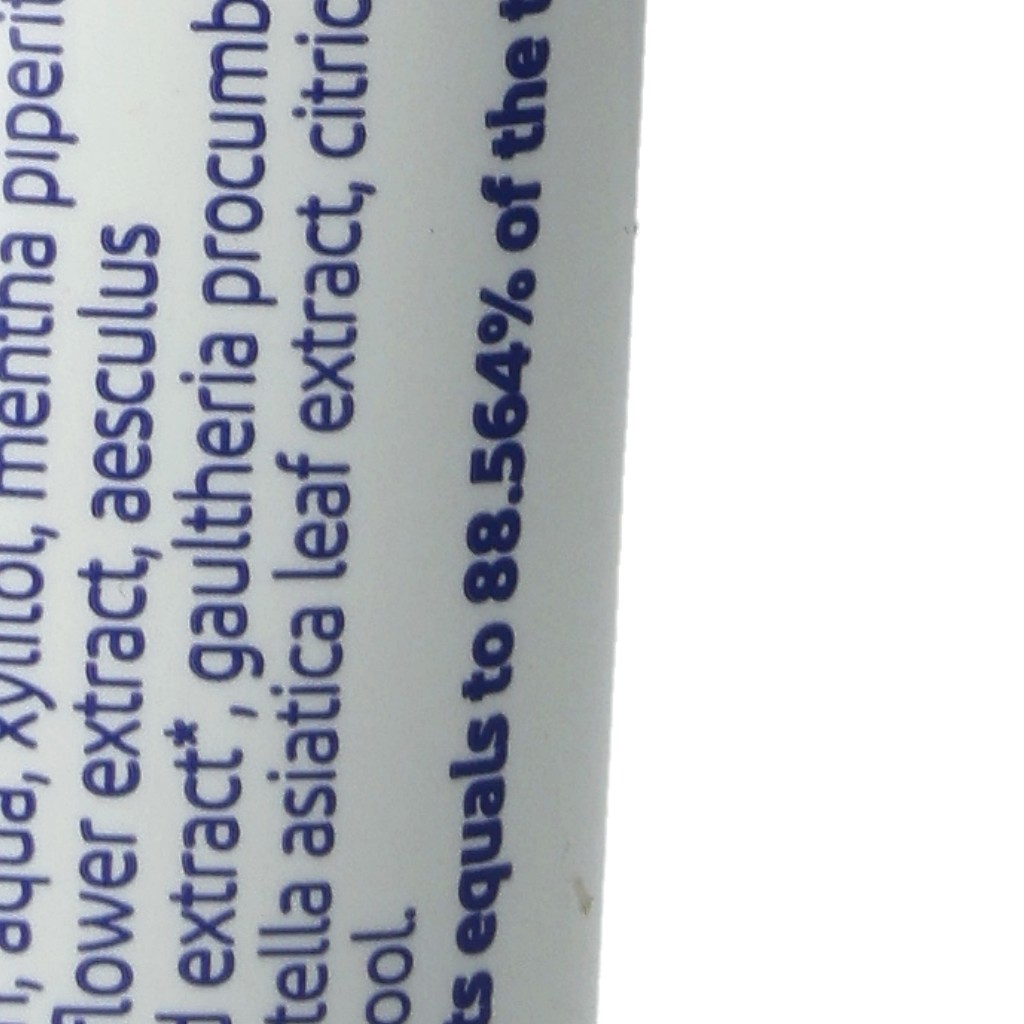 , aqua, xylitol, mentha piperit
flower extract, aesculus
extract*, gaultheria procumb
tella asiatica leaf extract, citric
ool.
ts equals to 88.564% of the t